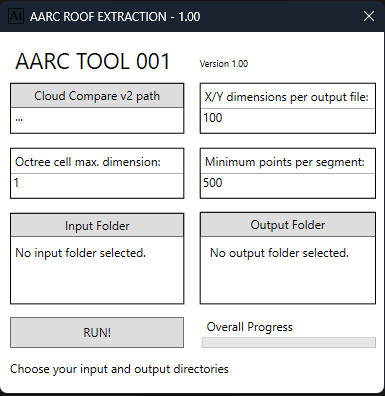 AARC ROOF EXTRACTION - 1.00
AARC TOOL 001
Version 1.00
Cloud Compare v2 path
...
X/Y dimensions per output file:
100
Octree cell max. dimension:
1
Minimum points per segment:
500
Input Folder
No input folder selected.
Output Folder
No output folder selected.
RUN!
Overall Progress
Choose your input and output directories